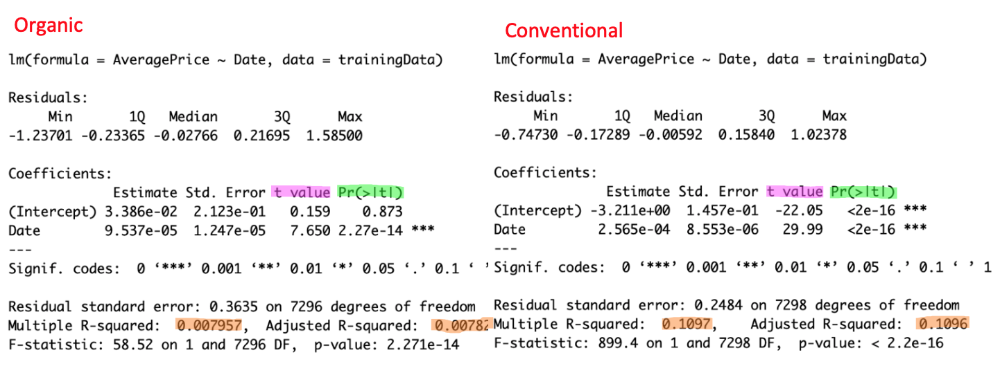 Organic
lm(formula = AveragePrice ~ Date, data = trainingData)
Residuals:
Min 1Q Median 3Q Max
-1.23701 -0.23365 -0.02766 0.21695 1.58500
Coefficients:
Estimate Std. Error t value Pr(>|t|)
(Intercept) 3.386e-02 2.123e-01 0.159 0.873
Date 9.537e-05 1.247e-05 7.650 2.27e-14 ***
---
Signif. codes: 0 ‘***’ 0.001 ‘**’ 0.01 ‘*’ 0.05 ‘.’ 0.1 ‘ ’
Residual standard error: 0.3635 on 7296 degrees of freedom
Multiple R-squared: 0.007957, Adjusted R-squared: 0.00782
F-statistic: 58.52 on 1 and 7296 DF, p-value: 2.271e-14
Conventional
lm(formula = AveragePrice ~ Date, data = trainingData)
Residuals:
Min 1Q Median 3Q Max
-0.74730 -0.17289 -0.00592 0.15840 1.02378
Coefficients:
Estimate Std. Error t value Pr(>|t|)
(Intercept) -3.211e+00 1.457e-01 -22.05 <2e-16 ***
Date 2.565e-04 8.553e-06 29.99 <2e-16 ***
---
Signif. codes: 0 ‘***’ 0.001 ‘**’ 0.01 ‘*’ 0.05 ‘.’ 0.1 ‘ ’ 1
Residual standard error: 0.2484 on 7298 degrees of freedom
Multiple R-squared: 0.1097, Adjusted R-squared: 0.1096
F-statistic: 899.4 on 1 and 7298 DF, p-value: < 2.2e-16